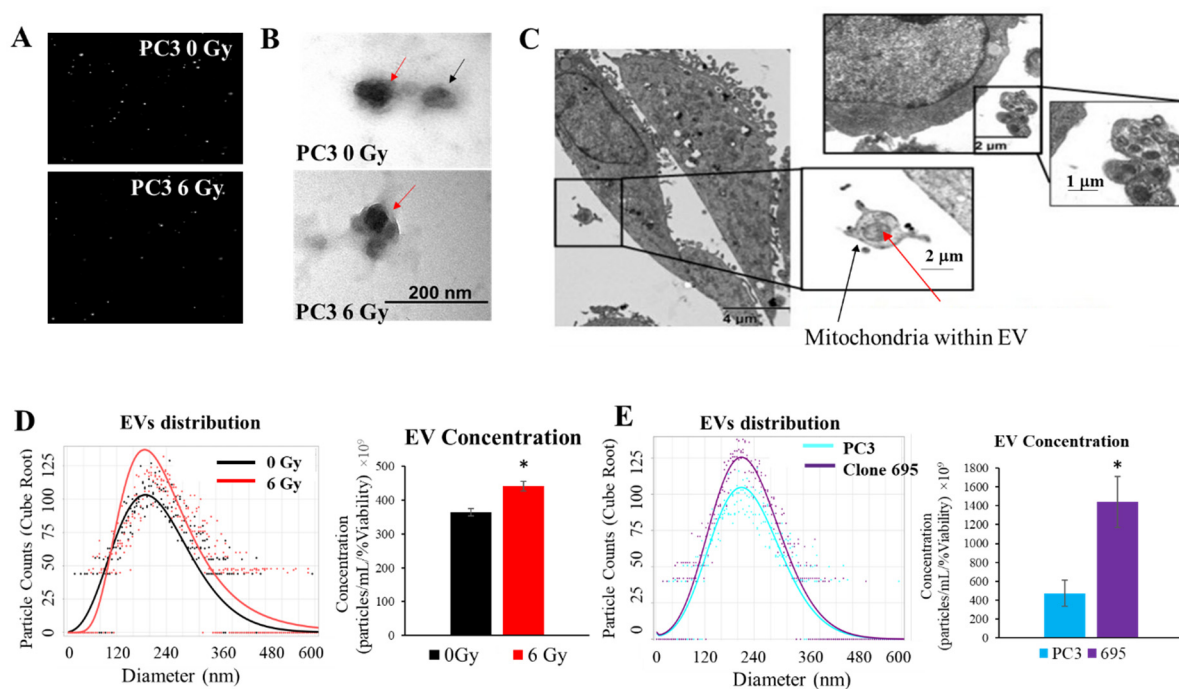 A
PC3 0 Gy
PC3 6 Gy
B
PC3 0 Gy
PC3 6 Gy
200 nm
C
4 μm
2 μm
1 μm
2 μm
Mitochondria within EV
D
EVs distribution
0 Gy
6 Gy
Particle Counts (Cube Root)
125
100
75
50
25
0
0 120 240 360 480 600
Diameter (nm)
EV Concentration
Concentration
(particles/mL/%Viability) ×10⁹
500
400
300
200
100
0
*
0Gy 6 Gy
E
EVs distribution
PC3
Clone 695
Particle Counts (Cube Root)
125
100
75
50
25
0
0 120 240 360 480 600
Diameter (nm)
EV Concentration
Concentration
(particles/mL/%Viability) ×10⁹
1800
1600
1400
1200
1000
800
600
400
200
0
*
PC3 695